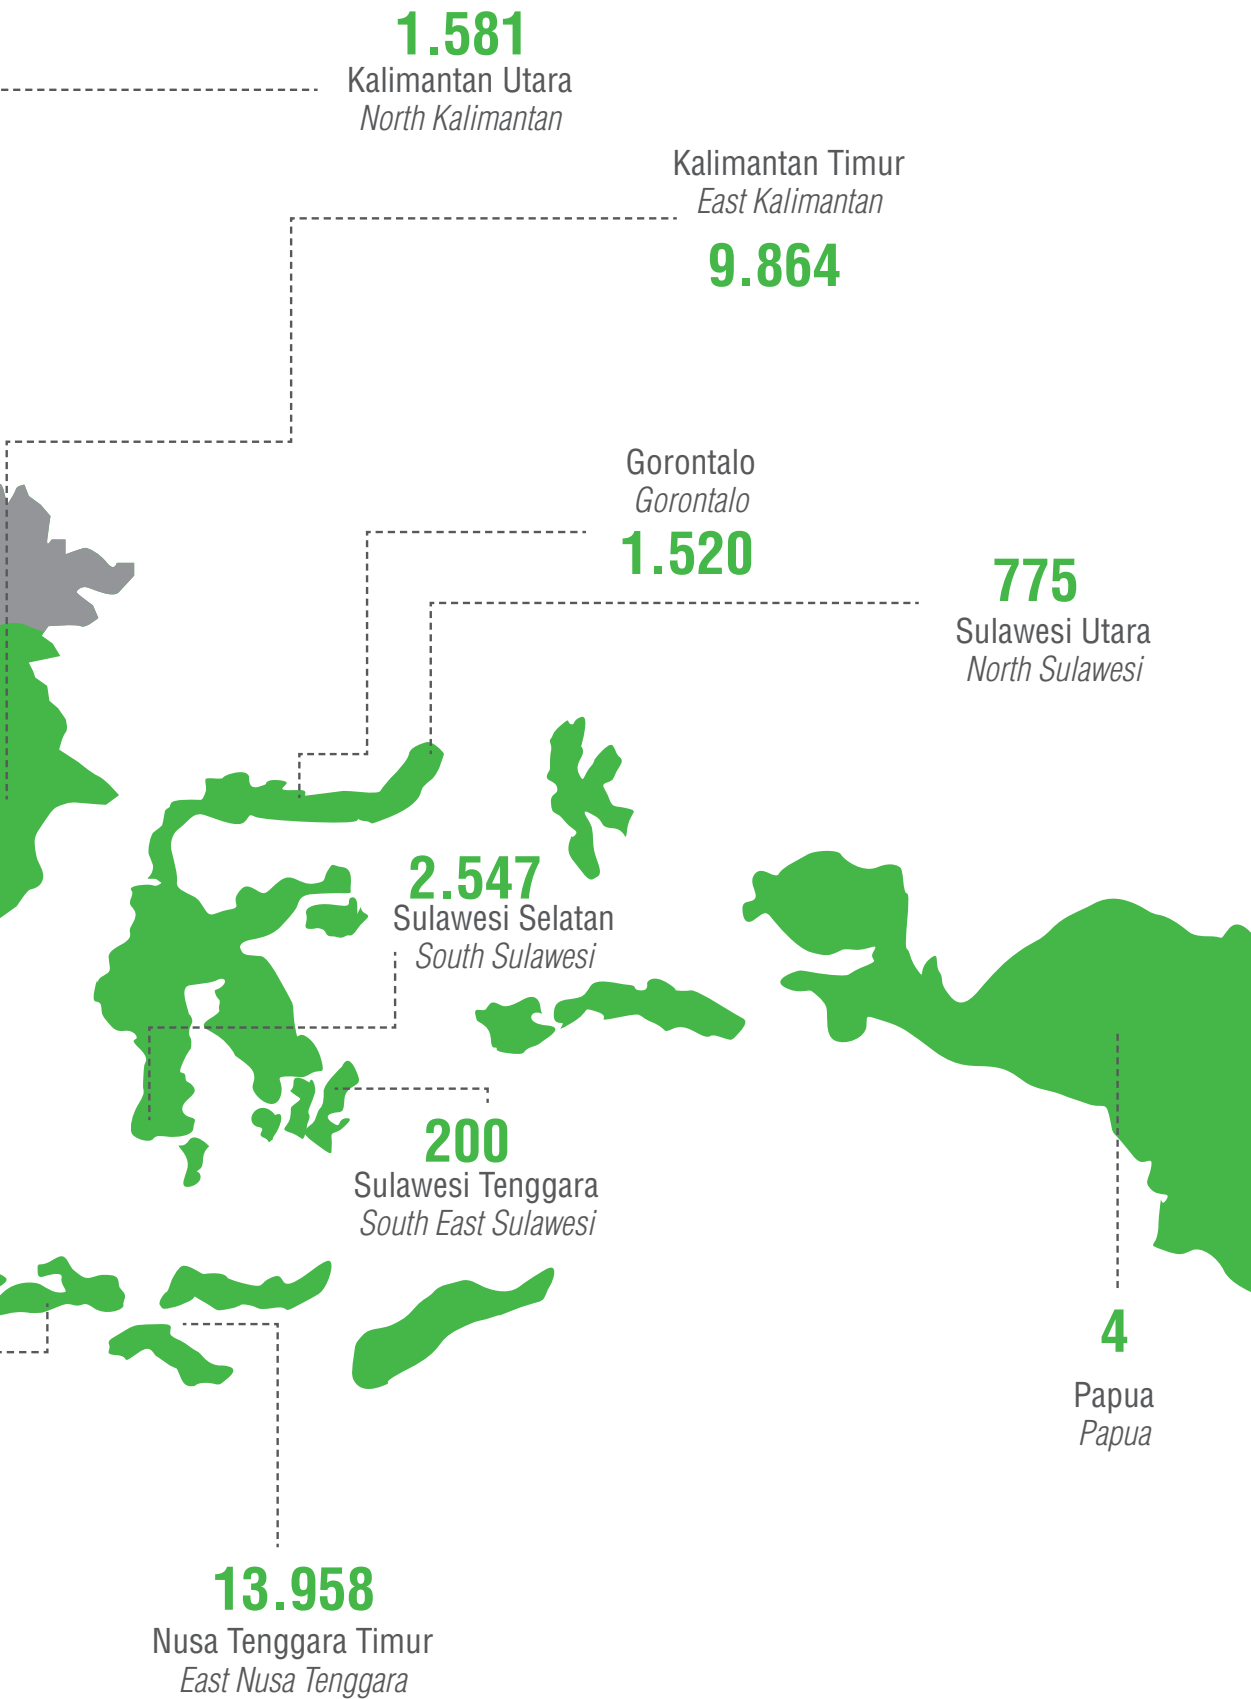 1.581
Kalimantan Utara
North Kalimantan
Kalimantan Timur
East Kalimantan
9.864
Gorontalo
Gorontalo
1.520
775
Sulawesi Utara
North Sulawesi
2.547
Sulawesi Selatan
South Sulawesi
200
Sulawesi Tenggara
South East Sulawesi
4
Papua
Papua
13.958
Nusa Tenggara Timur
East Nusa Tenggara